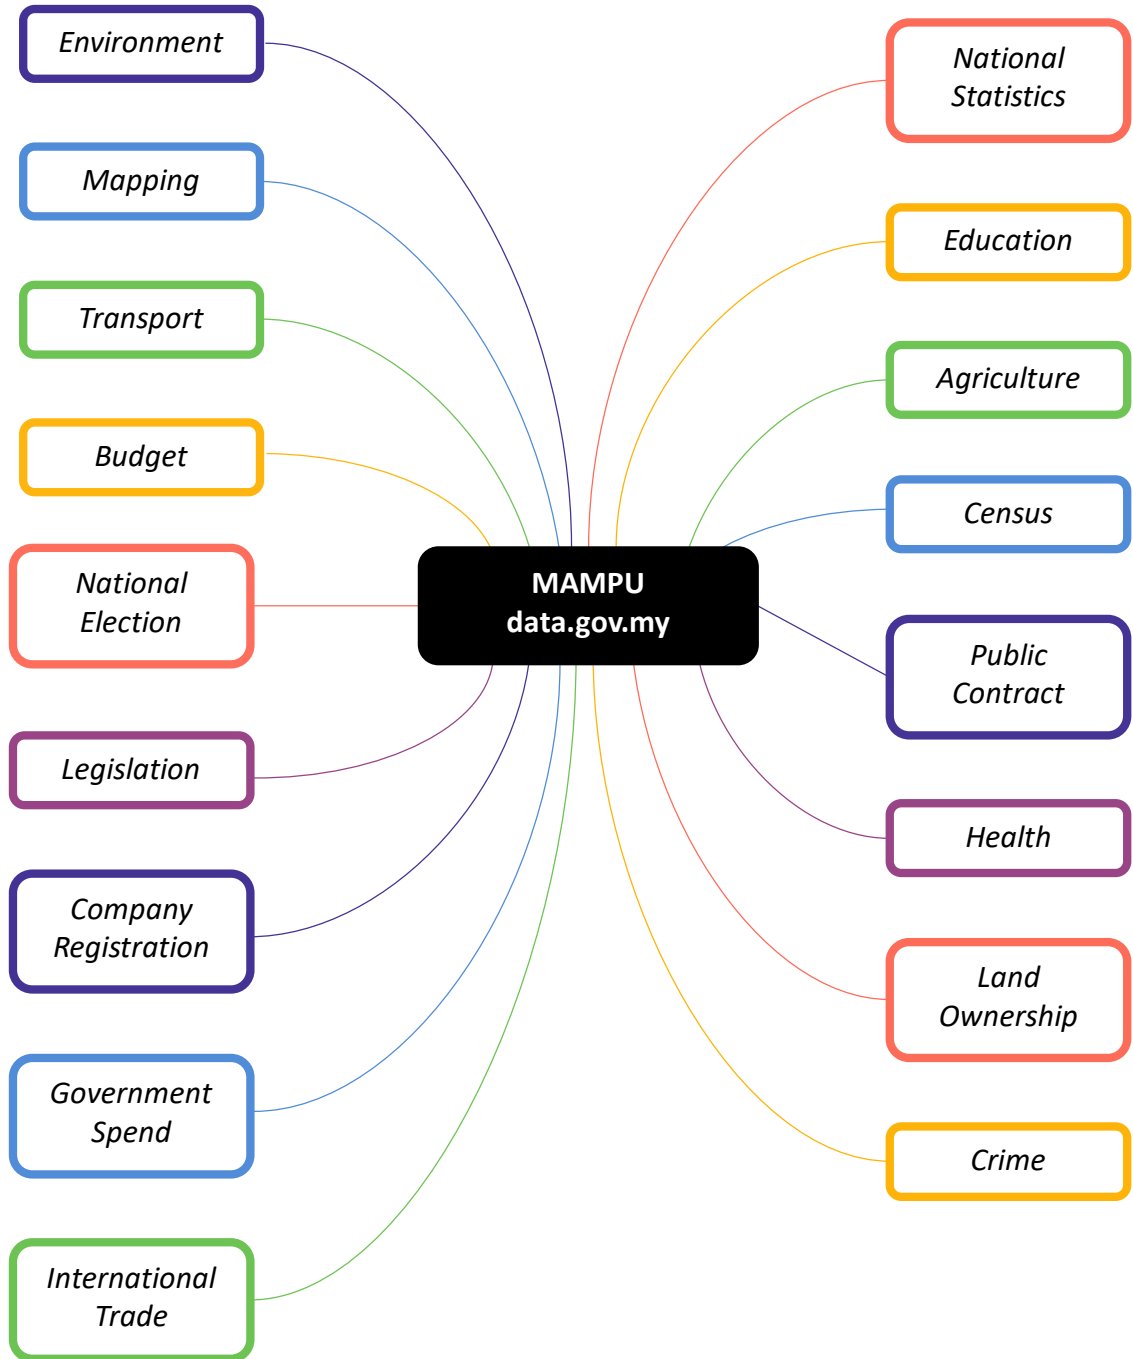 Environment
Mapping
Transport
Budget
National
Election
Legislation
Company
Registration
Government
Spend
International
Trade
MAMPU
data.gov.my
National
Statistics
Education
Agriculture
Census
Public
Contract
Health
Land
Ownership
Crime